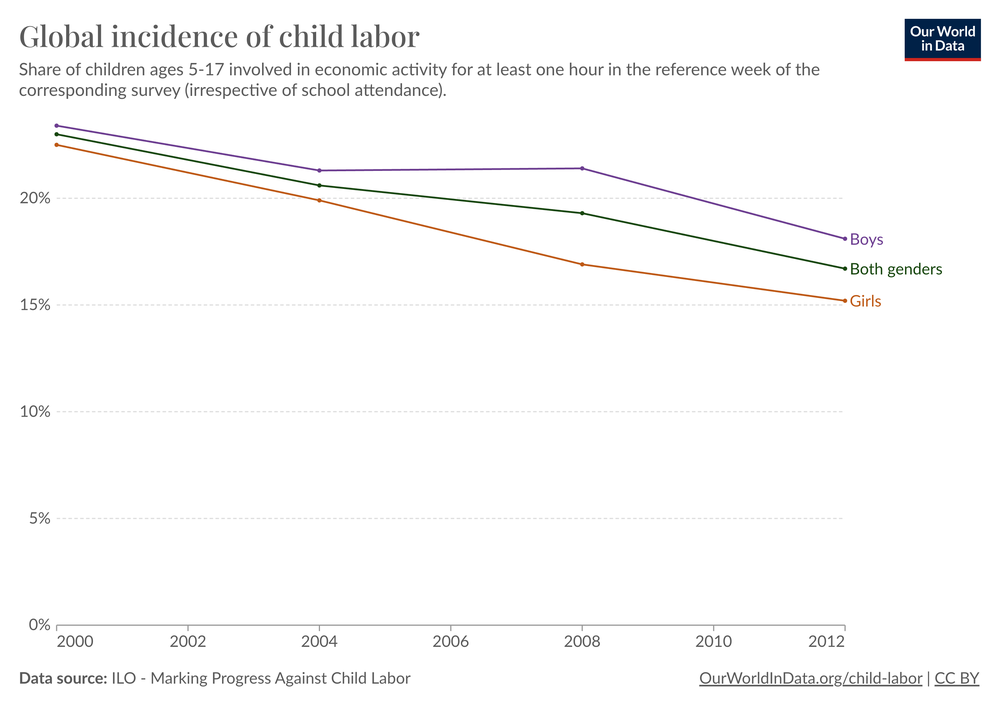 Global incidence of child labor
Our World
in Data
Share of children ages 5-17 involved in economic activity for at least one hour in the reference week of the
corresponding survey (irrespective of school attendance).
20%
15%
10%
5%
0%
Boys
Both genders
Girls
2000 2002 2004 2006 2008 2010 2012
Data source: ILO - Marking Progress Against Child Labor
OurWorldInData.org/child-labor | CC BY